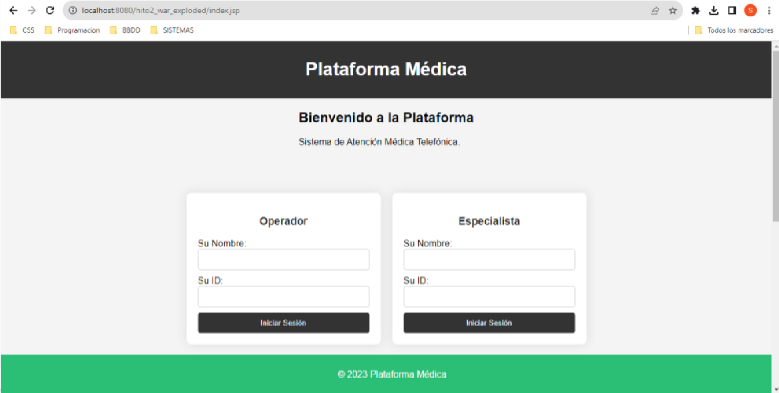 localhost:8080/hito2_war_exploded/index.jsp
S
CSS Programacion BBDD SISTEMAS Todos los marcadores
Plataforma Médica
Bienvenido a la Plataforma
Sistema de Atención Médica Telefónica.
Operador
Su Nombre:
Su ID:
Iniciar Sesión
Especialista
Su Nombre:
Su ID:
Iniciar Sesión
© 2023 Plataforma Médica